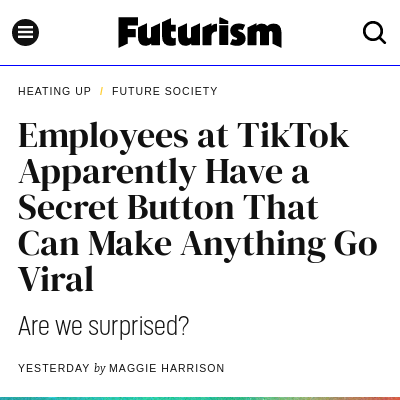 Futurism
HEATING UP / FUTURE SOCIETY
Employees at TikTok
Apparently Have a
Secret Button That
Can Make Anything Go
Viral
Are we surprised?
YESTERDAY by MAGGIE HARRISON